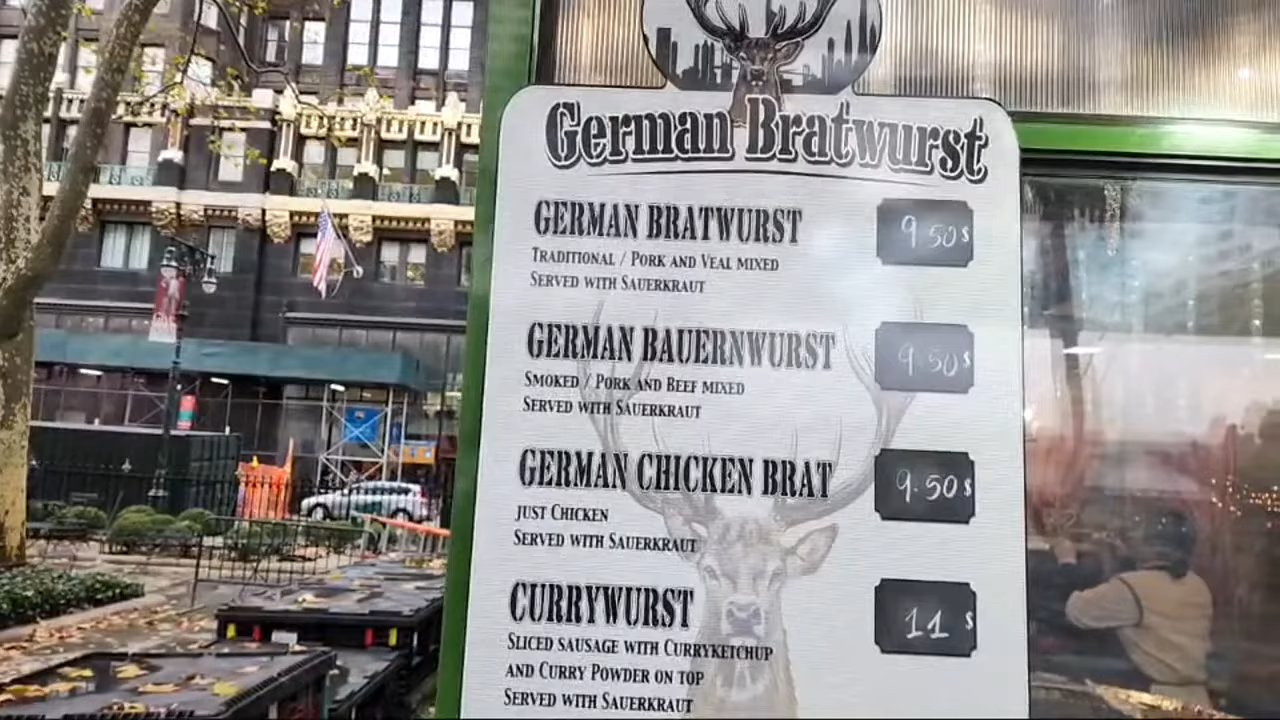 German Bratwurst
GERMAN BRATWURST
9.50$
TRADITIONAL / PORK AND VEAL MIXED
SERVED WITH SAUERKRAUT
GERMAN BAUERNWURST
9.50$
SMOKED / PORK AND BEEF MIXED
SERVED WITH SAUERKRAUT
GERMAN CHICKEN BRAT
9.50$
JUST CHICKEN
SERVED WITH SAUERKRAUT
CURRYWURST
11 $
SLICED SAUSAGE WITH CURRYKETCHUP
AND CURRY POWDER ON TOP
SERVED WITH SAUERKRAUT